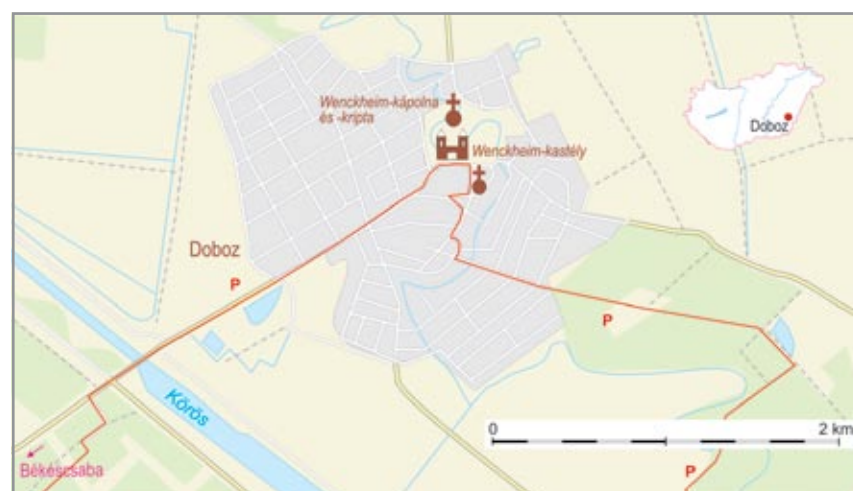 Wenckheim-kápolna
és -kripta
Wenckheim-kastély
Doboz
Doboz
P
P
Körös
0
2 km
Békéscsaba
P